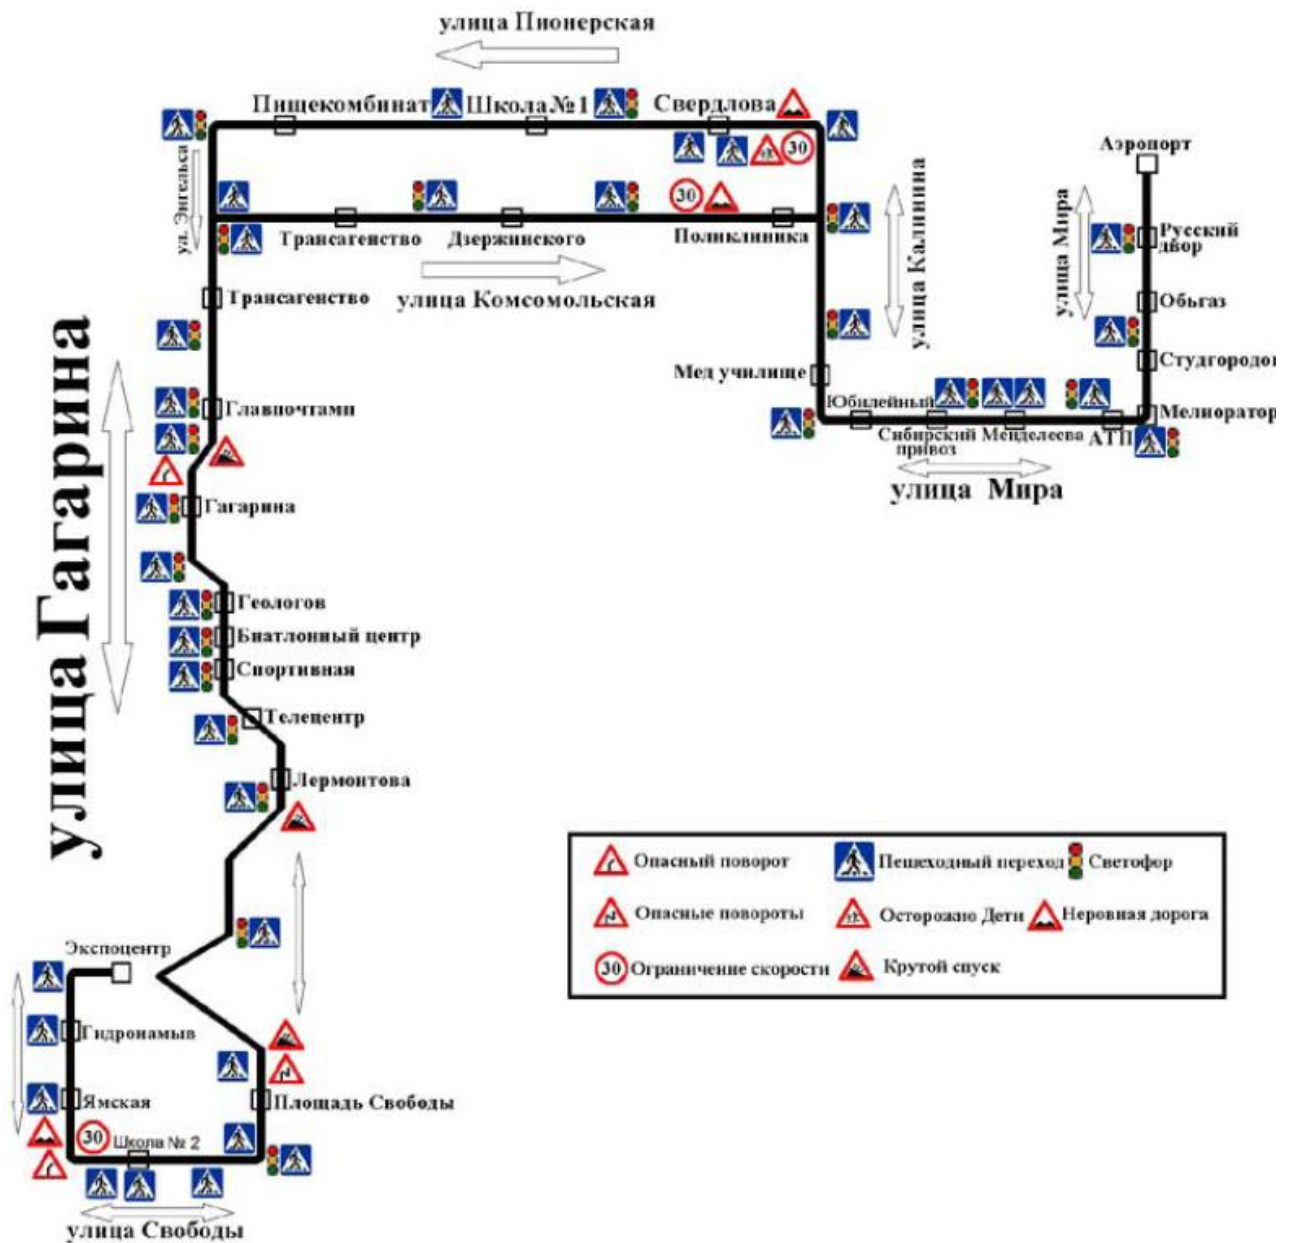 улица Пионерская
Пищекомбинат
Школа №1
Свердлова
30
ул. Энгельса
30
Трансагенство
Дзержинского
Поликлиника
улица Комсомольская
улица Калинина
Аэропорт
улица Мира
Русский
двор
Обьгаз
Студгородо
Мелиоратор
Трансагенство
Мед училище
Юбилейный
Сибирский
привоз
Менделеева
АТП
улица Мира
Главпочтамп
улица Гагарина
Гагарина
Геологов
Биатлонный центр
Спортивная
Телецентр
Лермонтова
Опасный поворот
Пешеходный переход
Светофор
Опасные повороты
Осторожно Дети
Неровная дорога
30
Ограничение скорости
Крутой спуск
Экспоцентр
Гидронамыв
Ямская
Площадь Свободы
30
Школа № 2
улица Свободы